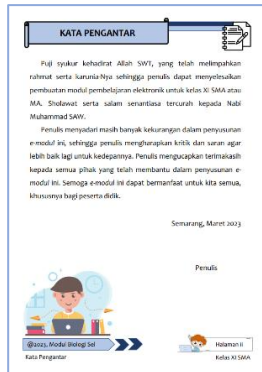 KATA PENGANTAR
Puji syukur kehadirat Allah SWT, yang telah melimpahkan
rahmat serta karunia-Nya sehingga penulis dapat menyelesaikan
pembuatan modul pembelajaran elektronik untuk kelas XI SMA atau
MA. Sholawat serta salam senantiasa tercurah kepada Nabi
Muhammad SAW.
Penulis menyadari masih banyak kekurangan dalam penyusunan
e-modul ini, sehingga penulis mengharapkan kritik dan saran agar
lebih baik lagi untuk kedepannya. Penulis mengucapkan terimakasih
kepada semua pihak yang telah membantu dalam penyusunan e-
modul ini. Semoga e-modul ini dapat bermanfaat untuk kita semua,
khususnya bagi peserta didik.
Semarang, Maret 2023
Penulis
@2023, Modul Biologi Sel
Halaman ii
Kata Pengantar
Kelas XI SMA